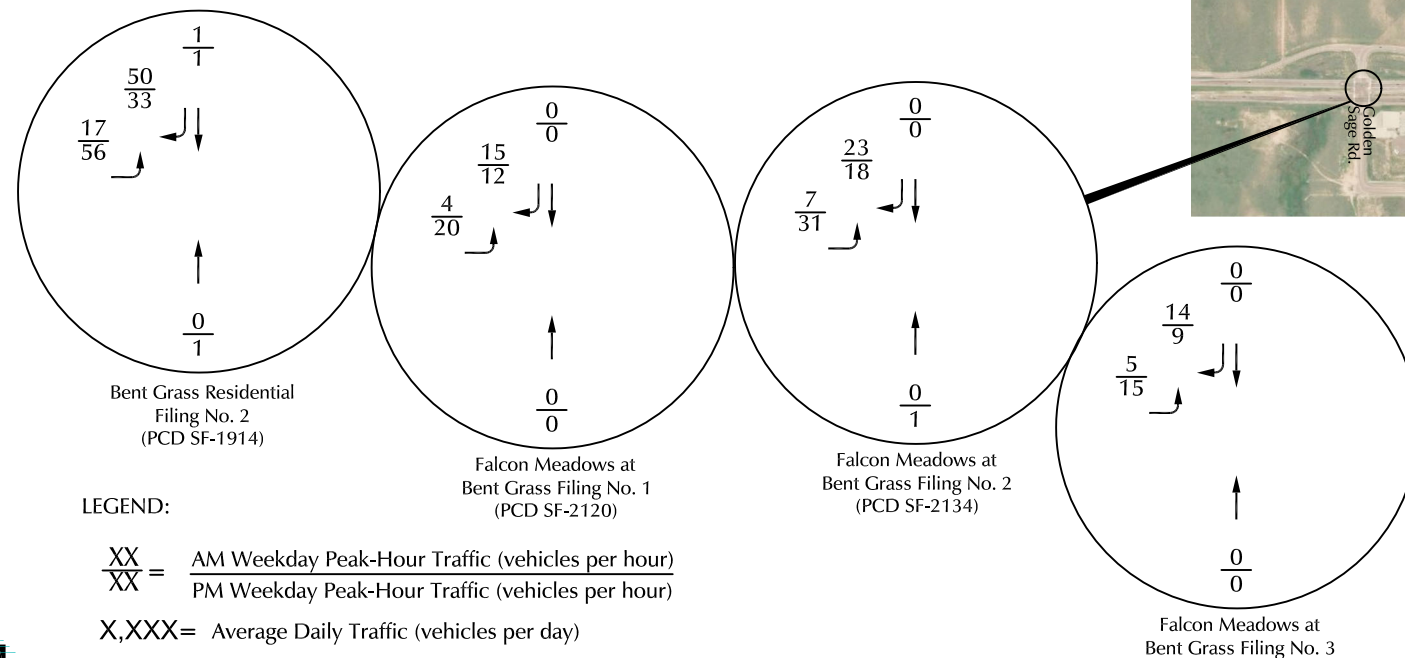 1
1
50
33
17
56
0
1
Bent Grass Residential
Filing No. 2
(PCD SF-1914)
0
0
15
12
4
20
0
0
Falcon Meadows at
Bent Grass Filing No. 1
(PCD SF-2120)
0
0
23
18
7
31
0
1
Falcon Meadows at
Bent Grass Filing No. 2
(PCD SF-2134)
Golden
Sage Rd.
0
0
14
9
5
15
0
0
Falcon Meadows at
Bent Grass Filing No. 3
LEGEND:
XX
XX
=
AM Weekday Peak-Hour Traffic (vehicles per hour)
PM Weekday Peak-Hour Traffic (vehicles per hour)
X,XXX= Average Daily Traffic (vehicles per day)